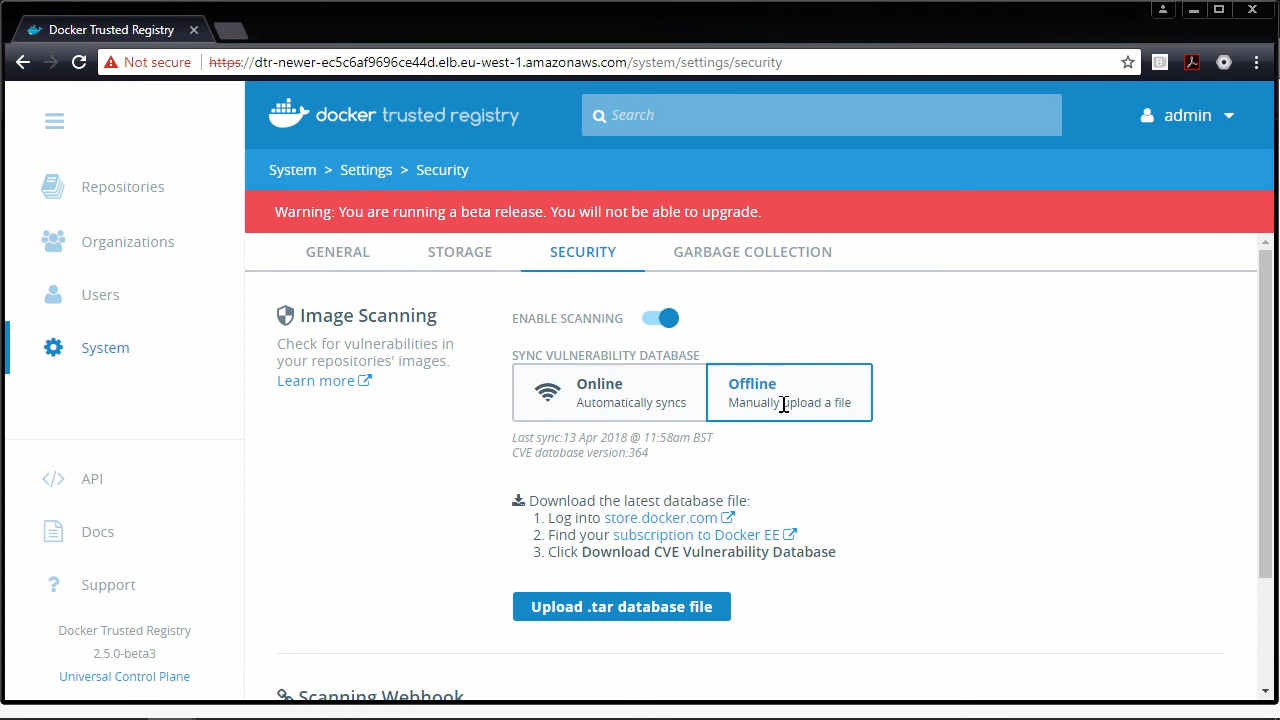 Docker Trusted Registry
Not secure
https://dtr-newer-ec5c6af9696ce44d.elb.eu-west-1.amazonaws.com/system/settings/security
docker trusted registry
Search
admin
System > Settings > Security
Warning: You are running a beta release. You will not be able to upgrade.
Repositories
Organizations
Users
System
API
Docs
Support
Docker Trusted Registry
2.5.0-beta3
Universal Control Plane
GENERAL
STORAGE
SECURITY
GARBAGE COLLECTION
Image Scanning
Check for vulnerabilities in
your repositories' images.
Learn more
ENABLE SCANNING
SYNC VULNERABILITY DATABASE
Online
Automatically syncs
Offline
Manually upload a file
Last sync:13 Apr 2018 @ 11:58am BST
CVE database version:364
Download the latest database file:
1. Log into store.docker.com
2. Find your subscription to Docker EE
3. Click Download CVE Vulnerability Database
Upload .tar database file
Scanning Webhook